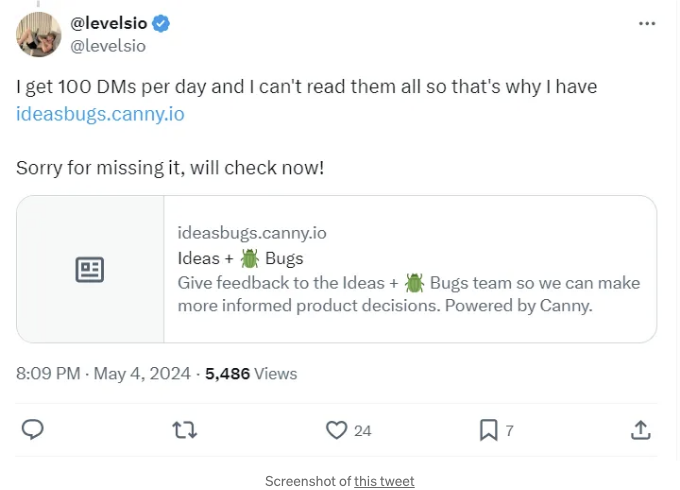 @levelsio
@levelsio
I get 100 DMs per day and I can't read them all so that's why I have
ideasbugs.canny.io
Sorry for missing it, will check now!
ideasbugs.canny.io
Ideas + 🪲 Bugs
Give feedback to the Ideas + 🪲 Bugs team so we can make
more informed product decisions. Powered by Canny.
8:09 PM · May 4, 2024 · 5,486 Views
24
7
Screenshot of this tweet